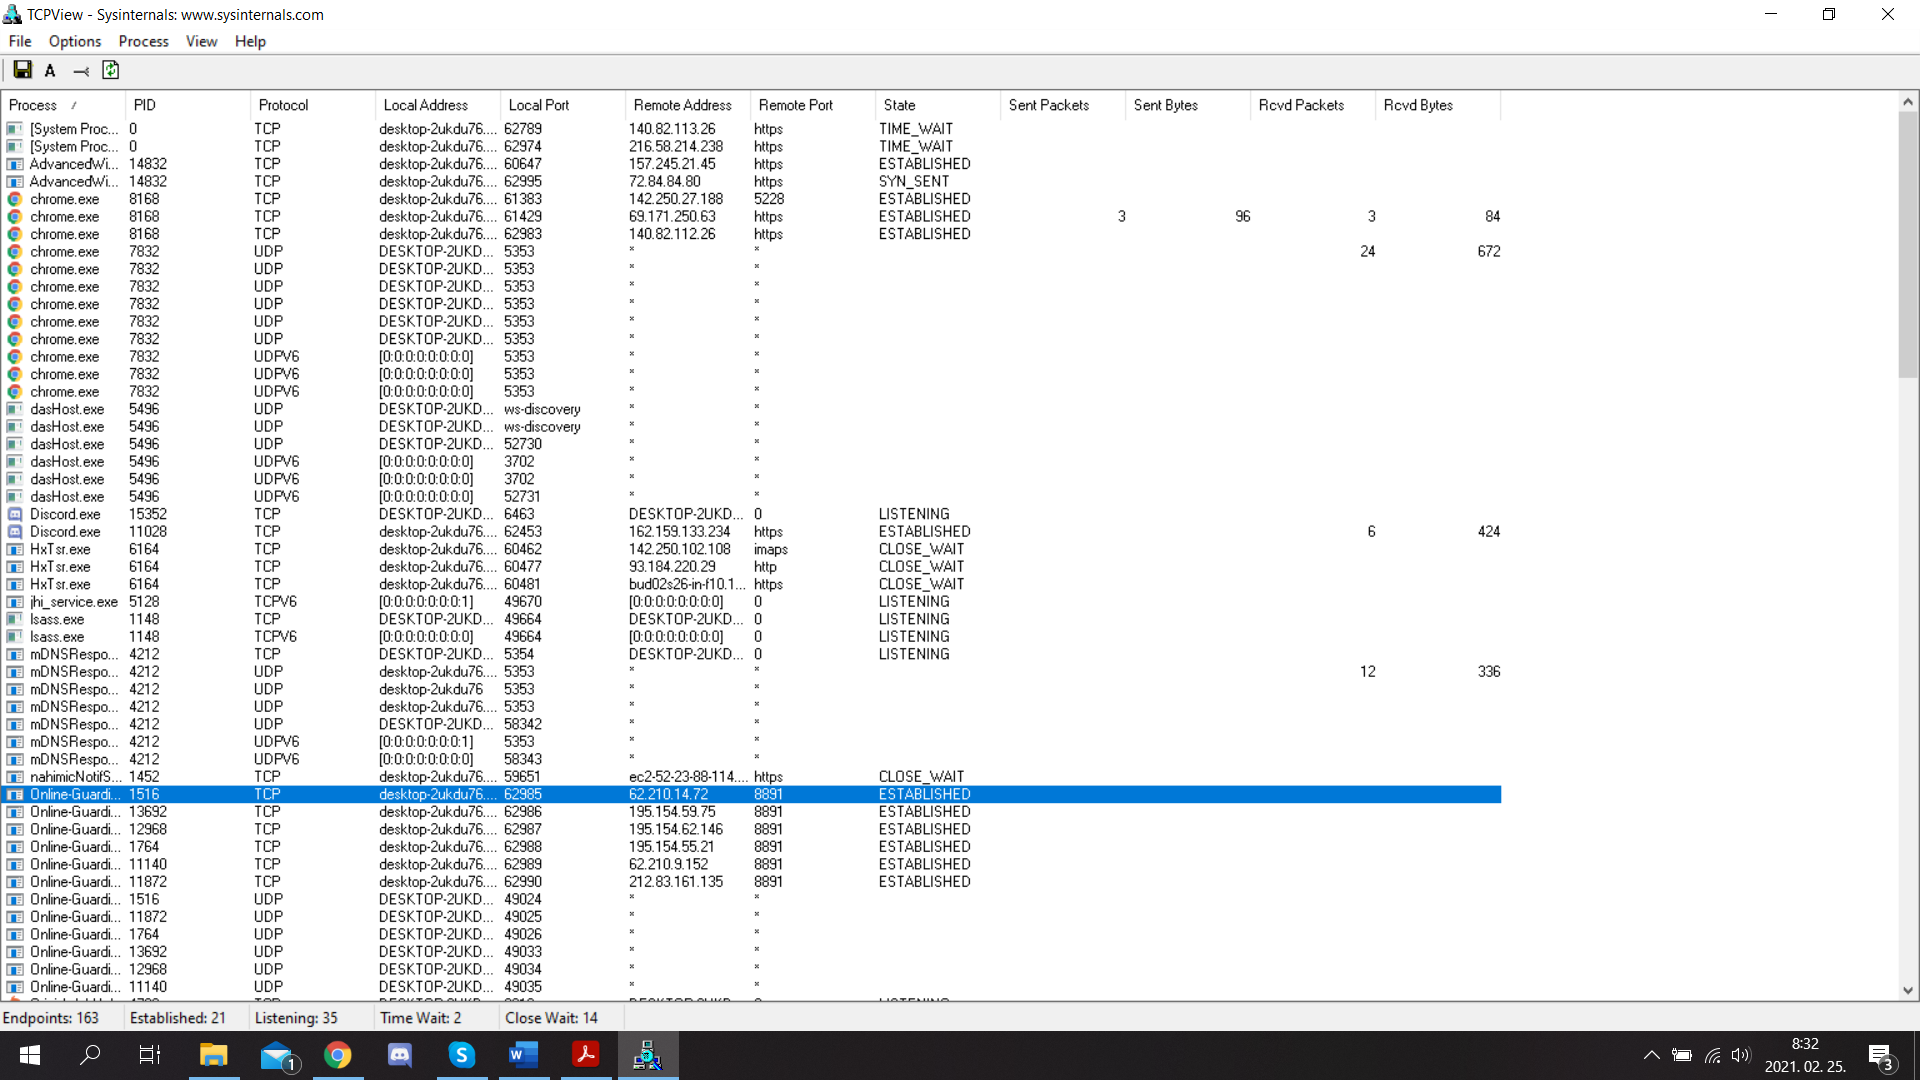 TCPView - Sysinternals: www.sysinternals.com
File Options Process View Help
A
Process / PID Protocol Local Address Local Port Remote Address Remote Port State Sent Packets Sent Bytes Rcvd Packets Rcvd Bytes
[System Proc... 0 TCP desktop-2ukdu76.... 62789 140.82.113.26 https TIME_WAIT
[System Proc... 0 TCP desktop-2ukdu76.... 62974 216.58.214.238 https TIME_WAIT
AdvancedWi... 14832 TCP desktop-2ukdu76.... 60647 157.245.21.45 https ESTABLISHED
AdvancedWi... 14832 TCP desktop-2ukdu76.... 62995 72.84.84.80 https SYN_SENT
chrome.exe 8168 TCP desktop-2ukdu76.... 61383 142.250.27.188 5228 ESTABLISHED
chrome.exe 8168 TCP desktop-2ukdu76.... 61429 69.171.250.63 https ESTABLISHED 3 96 3 84
chrome.exe 8168 TCP desktop-2ukdu76.... 62983 140.82.112.26 https ESTABLISHED
chrome.exe 7832 UDP DESKTOP-2UKD... 5353 * * 24 672
chrome.exe 7832 UDP DESKTOP-2UKD... 5353 * *
chrome.exe 7832 UDP DESKTOP-2UKD... 5353 * *
chrome.exe 7832 UDP DESKTOP-2UKD... 5353 * *
chrome.exe 7832 UDP DESKTOP-2UKD... 5353 * *
chrome.exe 7832 UDP DESKTOP-2UKD... 5353 * *
chrome.exe 7832 UDPV6 [0:0:0:0:0:0:0:0] 5353 * *
chrome.exe 7832 UDPV6 [0:0:0:0:0:0:0:0] 5353 * *
chrome.exe 7832 UDPV6 [0:0:0:0:0:0:0:0] 5353 * *
dasHost.exe 5496 UDP DESKTOP-2UKD... ws-discovery * *
dasHost.exe 5496 UDP DESKTOP-2UKD... ws-discovery * *
dasHost.exe 5496 UDP DESKTOP-2UKD... 52730 * *
dasHost.exe 5496 UDPV6 [0:0:0:0:0:0:0:0] 3702 * *
dasHost.exe 5496 UDPV6 [0:0:0:0:0:0:0:0] 3702 * *
dasHost.exe 5496 UDPV6 [0:0:0:0:0:0:0:0] 52731 * *
Discord.exe 15352 TCP DESKTOP-2UKD... 6463 DESKTOP-2UKD... 0 LISTENING
Discord.exe 11028 TCP desktop-2ukdu76.... 62453 162.159.133.234 https ESTABLISHED 6 424
HxTsr.exe 6164 TCP desktop-2ukdu76.... 60462 142.250.102.108 imaps CLOSE_WAIT
HxTsr.exe 6164 TCP desktop-2ukdu76.... 60477 93.184.220.29 http CLOSE_WAIT
HxTsr.exe 6164 TCP desktop-2ukdu76.... 60481 bud02s26-in-f10.1... https CLOSE_WAIT
jhi_service.exe 5128 TCPV6 [0:0:0:0:0:0:0:1] 49670 [0:0:0:0:0:0:0:0] 0 LISTENING
lsass.exe 1148 TCP DESKTOP-2UKD... 49664 DESKTOP-2UKD... 0 LISTENING
lsass.exe 1148 TCPV6 [0:0:0:0:0:0:0:0] 49664 [0:0:0:0:0:0:0:0] 0 LISTENING
mDNSRespo... 4212 TCP DESKTOP-2UKD... 5354 DESKTOP-2UKD... 0 LISTENING
mDNSRespo... 4212 UDP desktop-2ukdu76.... 5353 * * 12 336
mDNSRespo... 4212 UDP desktop-2ukdu76 5353 * *
mDNSRespo... 4212 UDP desktop-2ukdu76.... 5353 * *
mDNSRespo... 4212 UDP DESKTOP-2UKD... 58342 * *
mDNSRespo... 4212 UDPV6 [0:0:0:0:0:0:0:1] 5353 * *
mDNSRespo... 4212 UDPV6 [0:0:0:0:0:0:0:0] 58343 * *
nahimicNotifS... 1452 TCP desktop-2ukdu76.... 59651 ec2-52-23-88-114.... https CLOSE_WAIT
Online-Guardi... 1516 TCP desktop-2ukdu76.... 62985 62.210.14.72 8891 ESTABLISHED
Online-Guardi... 13692 TCP desktop-2ukdu76.... 62986 195.154.59.75 8891 ESTABLISHED
Online-Guardi... 12968 TCP desktop-2ukdu76.... 62987 195.154.62.146 8891 ESTABLISHED
Online-Guardi... 1764 TCP desktop-2ukdu76.... 62988 195.154.55.21 8891 ESTABLISHED
Online-Guardi... 11140 TCP desktop-2ukdu76.... 62989 62.210.9.152 8891 ESTABLISHED
Online-Guardi... 11872 TCP desktop-2ukdu76.... 62990 212.83.161.135 8891 ESTABLISHED
Online-Guardi... 1516 UDP DESKTOP-2UKD... 49024 * *
Online-Guardi... 11872 UDP DESKTOP-2UKD... 49025 * *
Online-Guardi... 1764 UDP DESKTOP-2UKD... 49026 * *
Online-Guardi... 13692 UDP DESKTOP-2UKD... 49033 * *
Online-Guardi... 12968 UDP DESKTOP-2UKD... 49034 * *
Online-Guardi... 11140 UDP DESKTOP-2UKD... 49035 * *
Endpoints: 163 Established: 21 Listening: 35 Time Wait: 2 Close Wait: 14
1
8:32
2021. 02. 25.
3